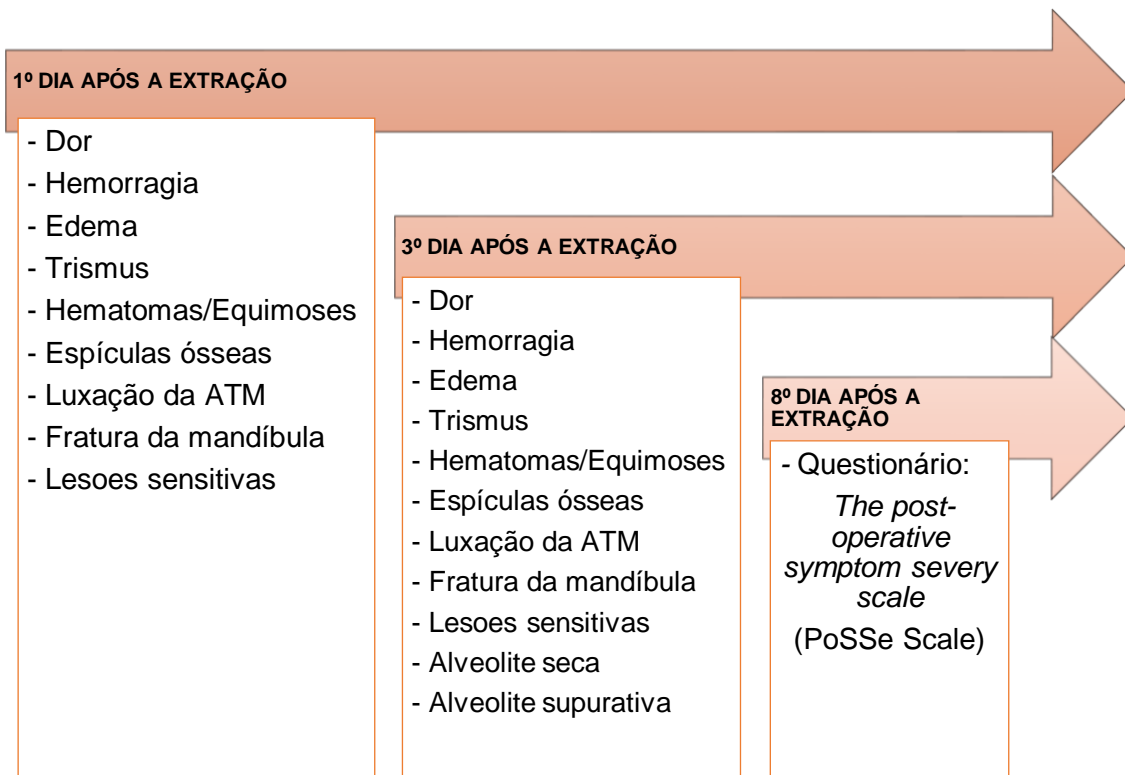 1º DIA APÓS A EXTRAÇÃO
- Dor
- Hemorragia
- Edema
- Trismus
- Hematomas/Equimoses
- Espículas ósseas
- Luxação da ATM
- Fratura da mandíbula
- Lesoes sensitivas
3º DIA APÓS A EXTRAÇÃO
- Dor
- Hemorragia
- Edema
- Trismus
- Hematomas/Equimoses
- Espículas ósseas
- Luxação da ATM
- Fratura da mandíbula
- Lesoes sensitivas
- Alveolite seca
- Alveolite supurativa
8º DIA APÓS A
EXTRAÇÃO
- Questionário:
The post-
operative
symptom severy
scale
(PoSSe Scale)